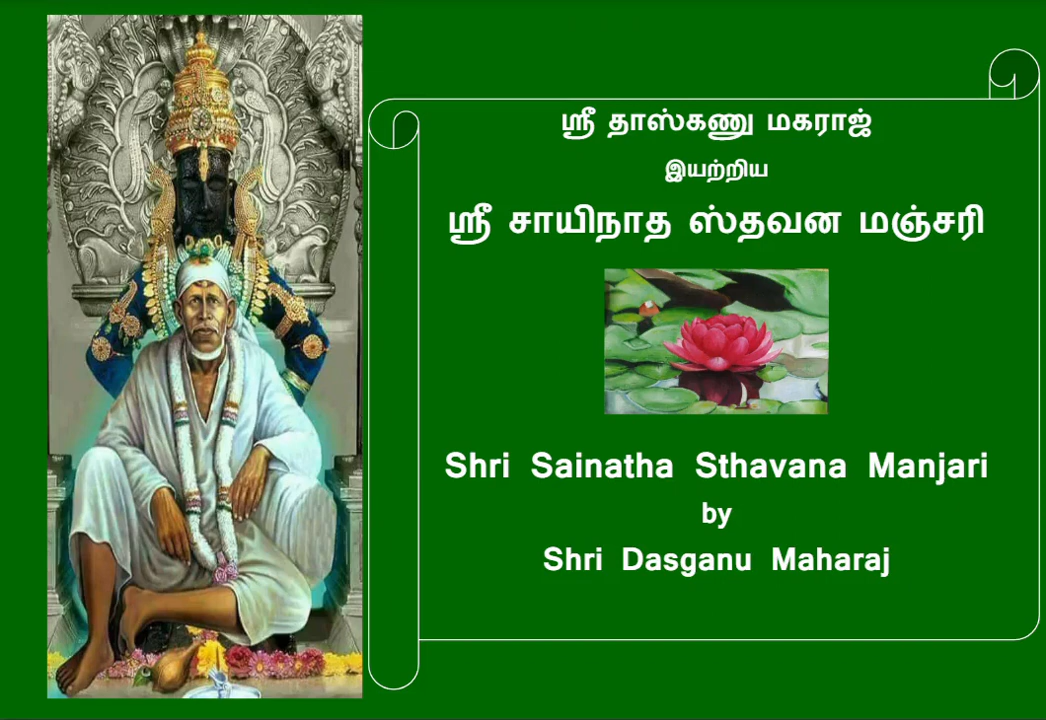 ஸ்ரீ தாஸ்கணு மகராஜ்
இயற்றிய
ஸ்ரீ சாயிநாத ஸ்தவன மஞ்சரி
Shri Sainatha Sthavana Manjari
by
Shri Dasganu Maharaj